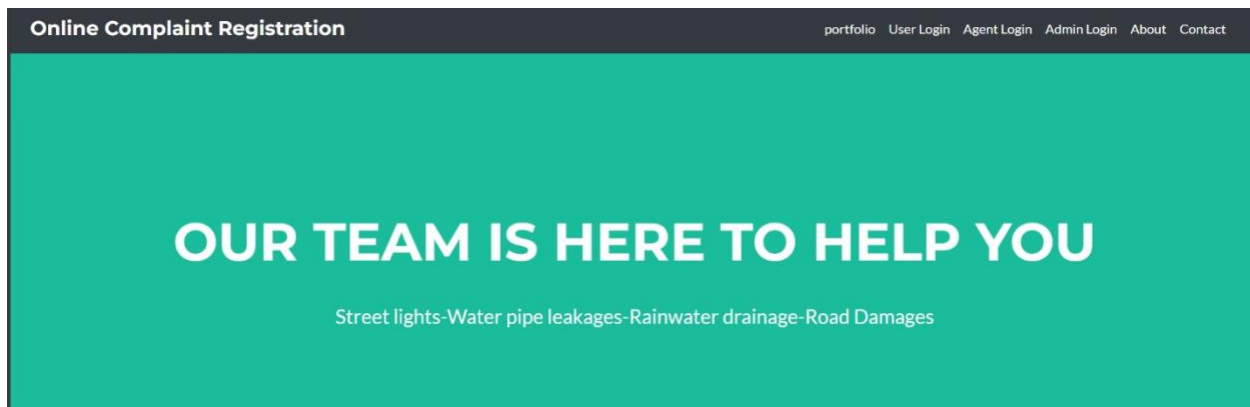 Online Complaint Registration
portfolio User Login Agent Login Admin Login About Contact
OUR TEAM IS HERE TO HELP YOU
Street lights-Water pipe leakages-Rainwater drainage-Road Damages